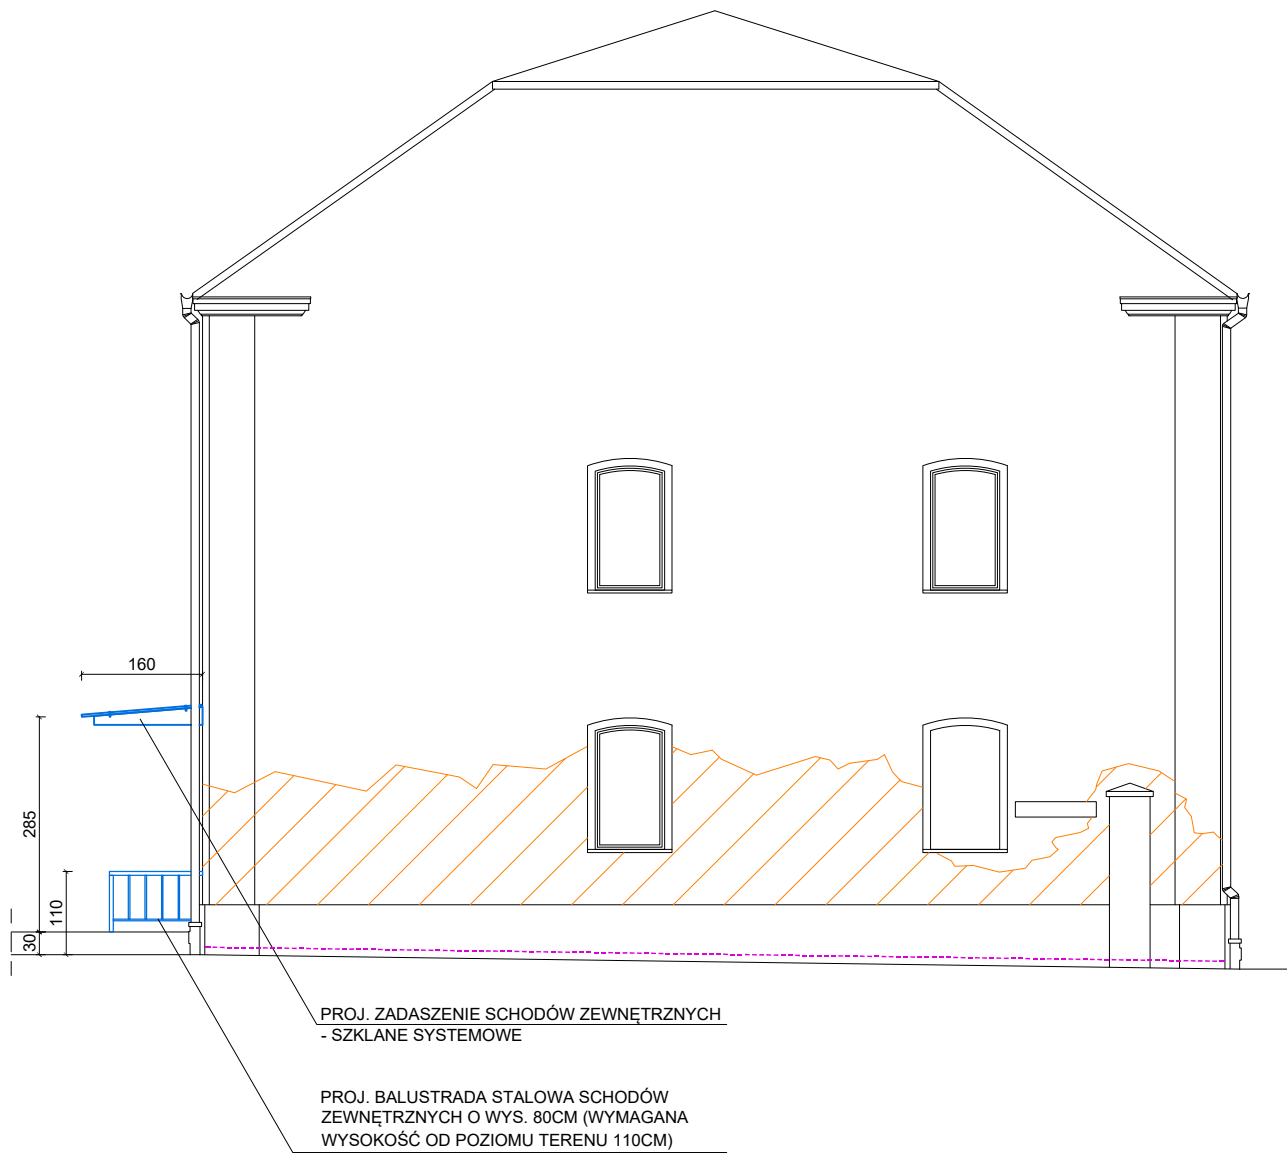 160
285
110
30
PROJ. ZADASZENIE SCHODÓW ZEWNĘTRZNYCH
- SZKLANE SYSTEMOWE
PROJ. BALUSTRADA STALOWA SCHODÓW
ZEWNĘTRZNYCH O WYS. 80CM (WYMAGANA
WYSOKOŚĆ OD POZIOMU TERENU 110CM)